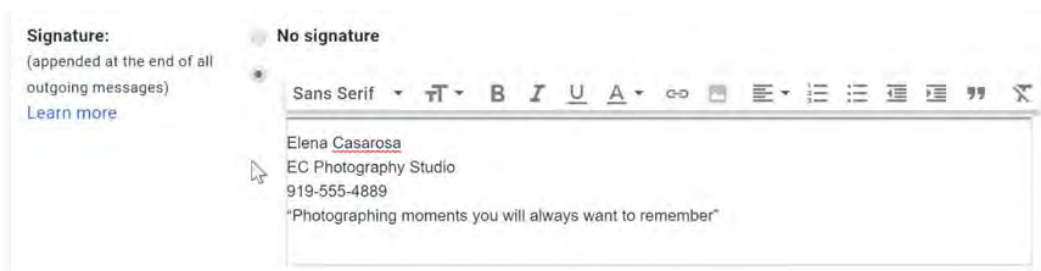 Signature:
(appended at the end of all
outgoing messages)
Learn more
No signature
Sans Serif
Elena Casarosa
EC Photography Studio
919-555-4889
“Photographing moments you will always want to remember”